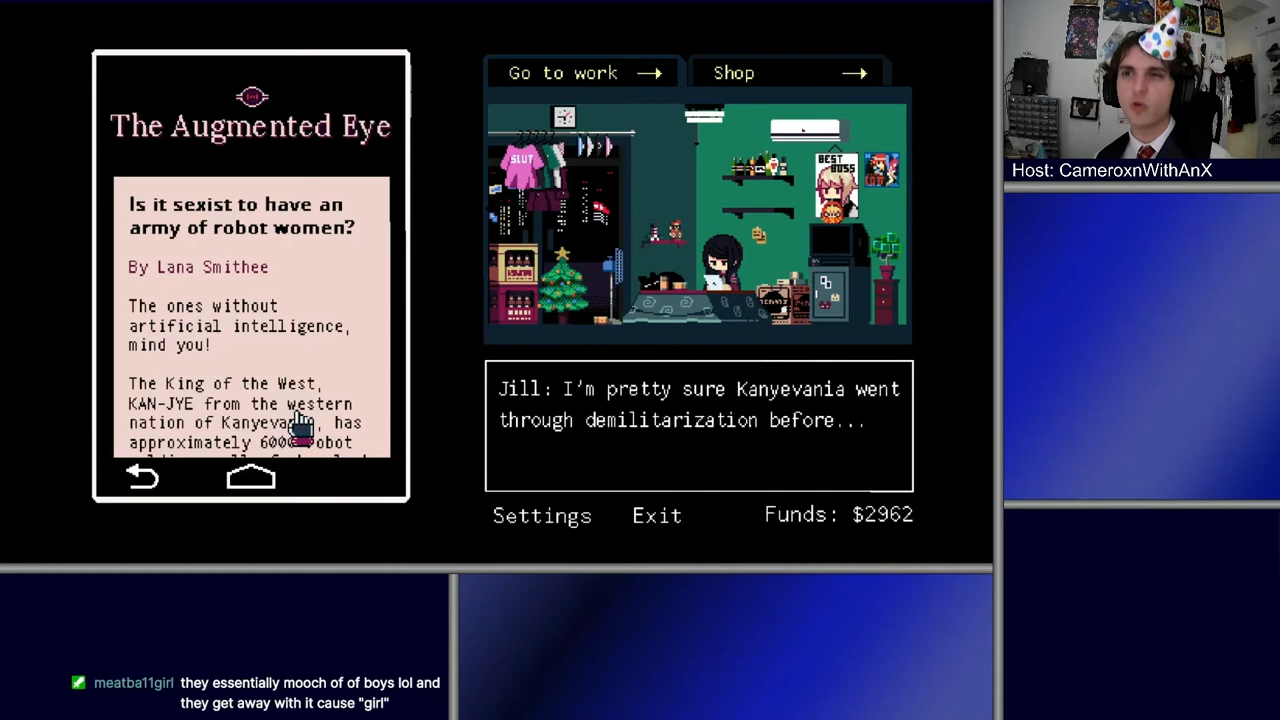 The Augmented Eye
Is it sexist to have an
army of robot women?
By Lana Smithee
The ones without
artificial intelligence,
mind you!
The King of the West,
KAN-JYE from the western
nation of Kanyevania, has
approximately 6000 robot
Go to work →
Shop →
SLUT
BEST
BOSS
Jill: I'm pretty sure Kanyevania went
through demilitarization before...
Settings
Exit
Funds: $2962
Host: CameroxnWithAnX
meatba11girl they essentially mooch of of boys lol and
they get away with it cause "girl"